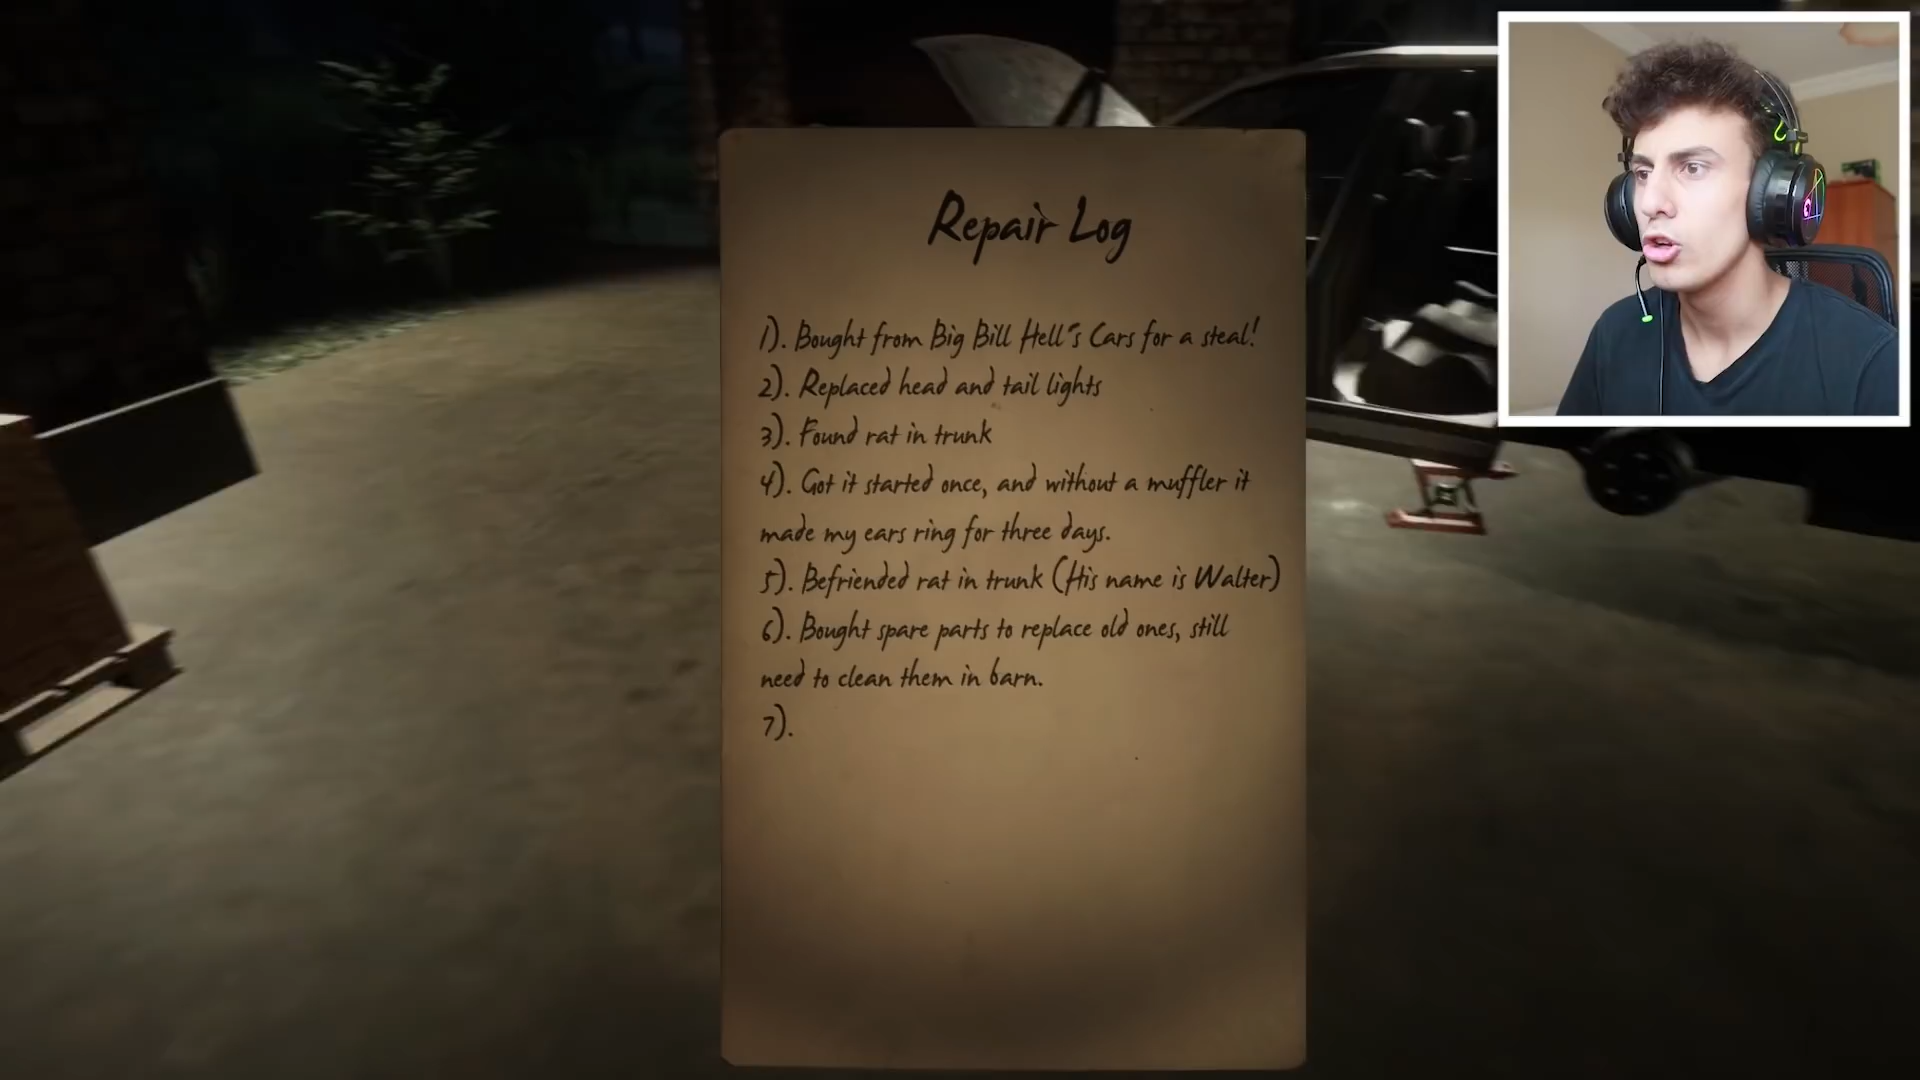 Repair Log
1). Bought from Big Bill Hell's Cars for a steal!
2). Replaced head and tail lights
3). Found rat in trunk
4). Got it started once, and without a muffler it
made my ears ring for three days.
5). Befriended rat in trunk (His name is Walter)
6). Bought spare parts to replace old ones, still
need to clean them in barn.
7).